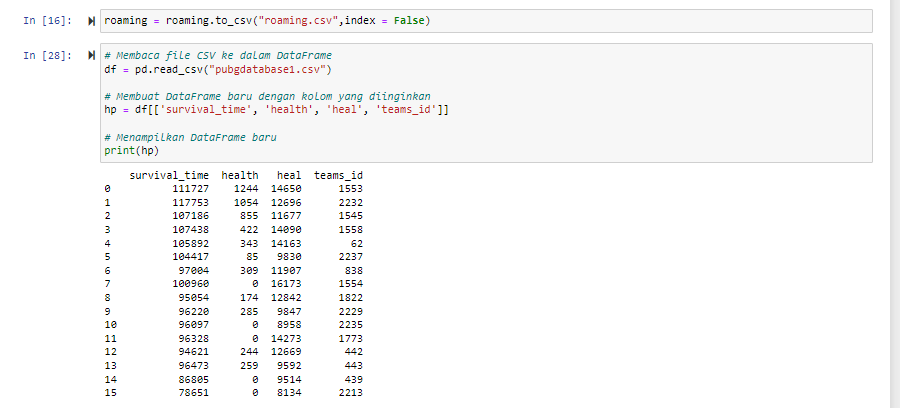 In [16]: roaming = roaming.to_csv("roaming.csv",index = False)
In [28]: # Membaca file CSV ke dalam DataFrame
df = pd.read_csv("pubgdatabase1.csv")
# Membuat DataFrame baru dengan kolom yang diinginkan
hp = df[['survival_time', 'health', 'heal', 'teams_id']]
# Menampilkan DataFrame baru
print(hp)
survival_time health heal teams_id
0 111727 1244 14650 1553
1 117753 1054 12696 2232
2 107186 855 11677 1545
3 107438 422 14090 1558
4 105892 343 14163 62
5 104417 85 9830 2237
6 97004 309 11907 838
7 100960 0 16173 1554
8 95054 174 12842 1822
9 96220 285 9847 2229
10 96097 0 8958 2235
11 96328 0 14273 1773
12 94621 244 12669 442
13 96473 259 9592 443
14 86805 0 9514 439
15 78651 0 8134 2213